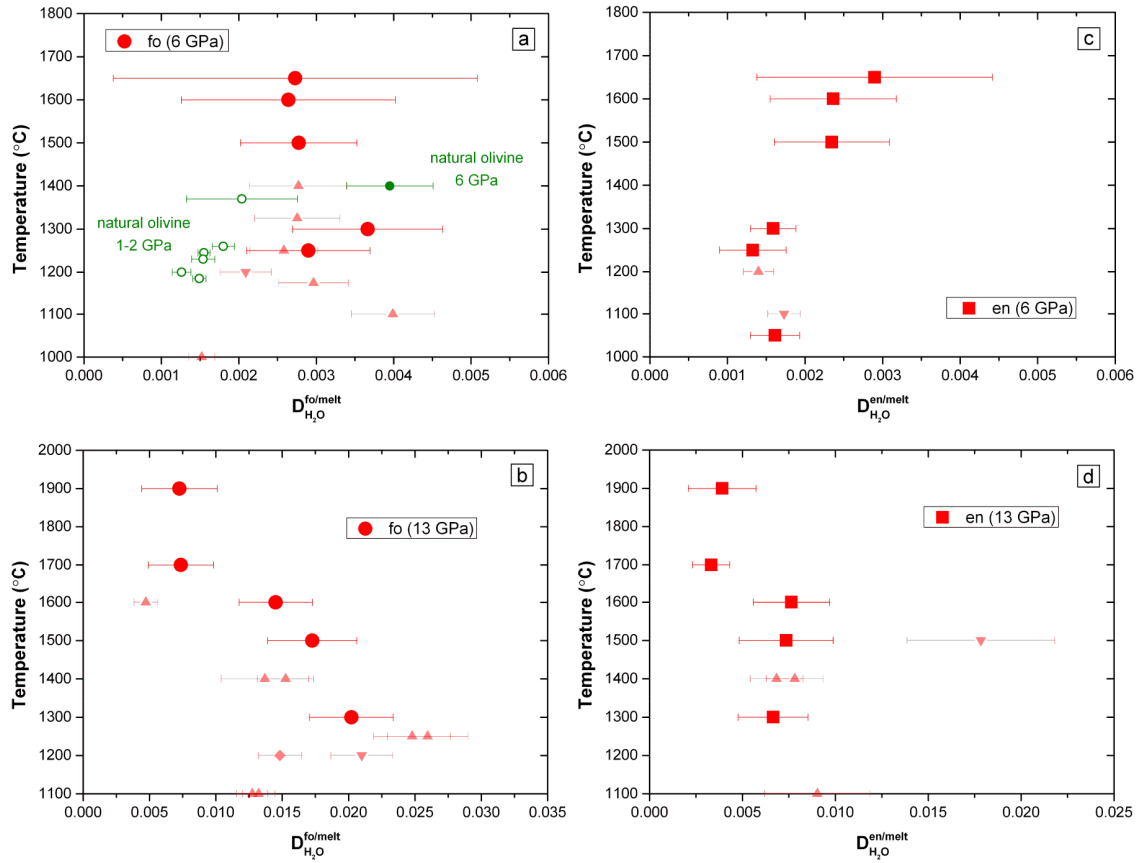 1800
1700
1600
1500
1400
1300
1200
1100
1000
Temperature (°C)
fo (6 GPa)
a
natural olivine
6 GPa
natural olivine
1-2 GPa
0.000 0.001 0.002 0.003 0.004 0.005 0.006
D fo/melt H₂O
1800
1700
1600
1500
1400
1300
1200
1100
1000
Temperature (°C)
c
en (6 GPa)
0.000 0.001 0.002 0.003 0.004 0.005 0.006
D en/melt H₂O
2000
1900
1800
1700
1600
1500
1400
1300
1200
1100
Temperature (°C)
b
fo (13 GPa)
0.000 0.005 0.010 0.015 0.020 0.025 0.030 0.035
D fo/melt H₂O
2000
1900
1800
1700
1600
1500
1400
1300
1200
1100
Temperature (°C)
d
en (13 GPa)
0.000 0.005 0.010 0.015 0.020 0.025
D en/melt H₂O